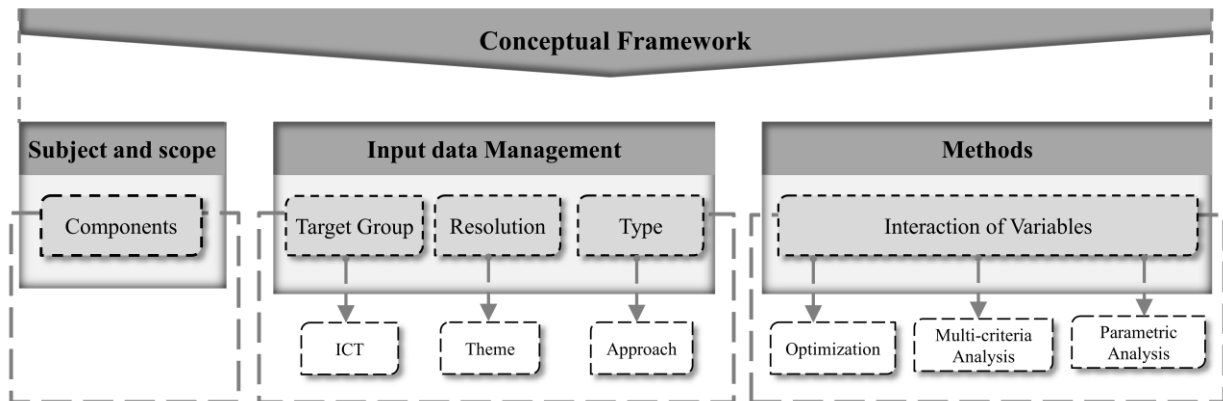 Conceptual Framework
Subject and scope
Components
Input data Management
Target Group
Resolution
Type
ICT
Theme
Approach
Methods
Interaction of Variables
Optimization
Multi-criteria
Analysis
Parametric
Analysis